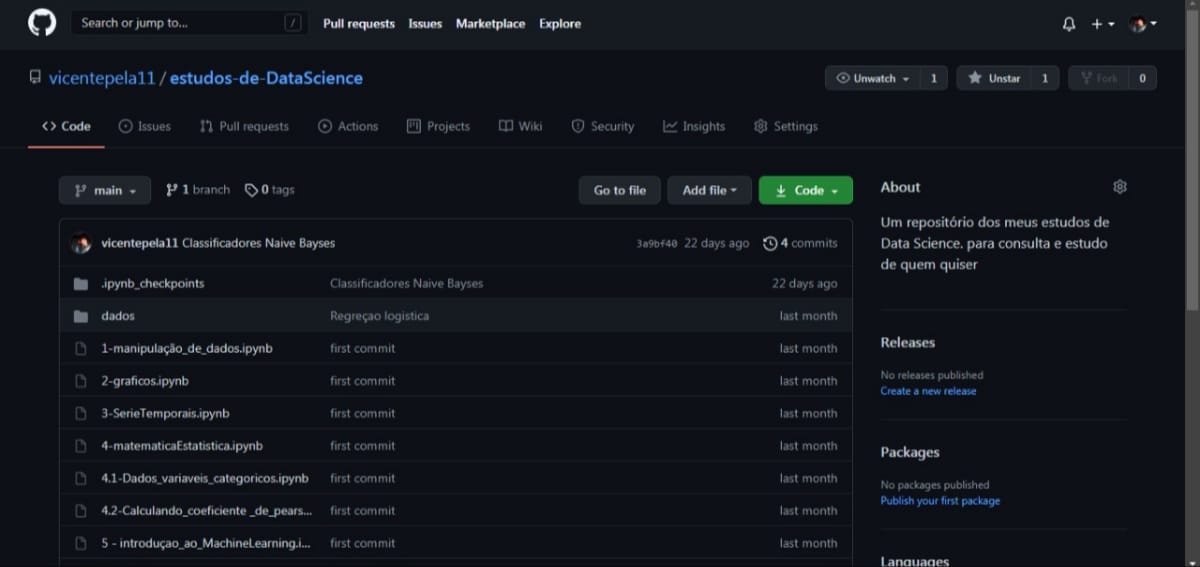 Search or jump to... /
Pull requests Issues Marketplace Explore
vicentepela11 / estudos-de-DataScience
Unwatch 1 Unstar 1 Fork 0
<> Code Issues Pull requests Actions Projects Wiki Security Insights Settings
main 1 branch 0 tags Go to file Add file Code
vicentepela11 Classificadores Naive Bayses 3a9bf40 22 days ago 4 commits
.ipynb_checkpoints Classificadores Naive Bayses 22 days ago
dados Regreçao logistica last month
1-manipulação_de_dados.ipynb first commit last month
2-graficos.ipynb first commit last month
3-SerieTemporais.ipynb first commit last month
4-matematicaEstatistica.ipynb first commit last month
4.1-Dados_variaveis_categoricos.ipynb first commit last month
4.2-Calculando_coeficiente _de_pears... first commit last month
5 - introduçao_ao_MachineLearning.i... first commit last month
About
Um repositório dos meus estudos de
Data Science. para consulta e estudo
de quem quiser
Releases
No releases published
Create a new release
Packages
No packages published
Publish your first package
Languages